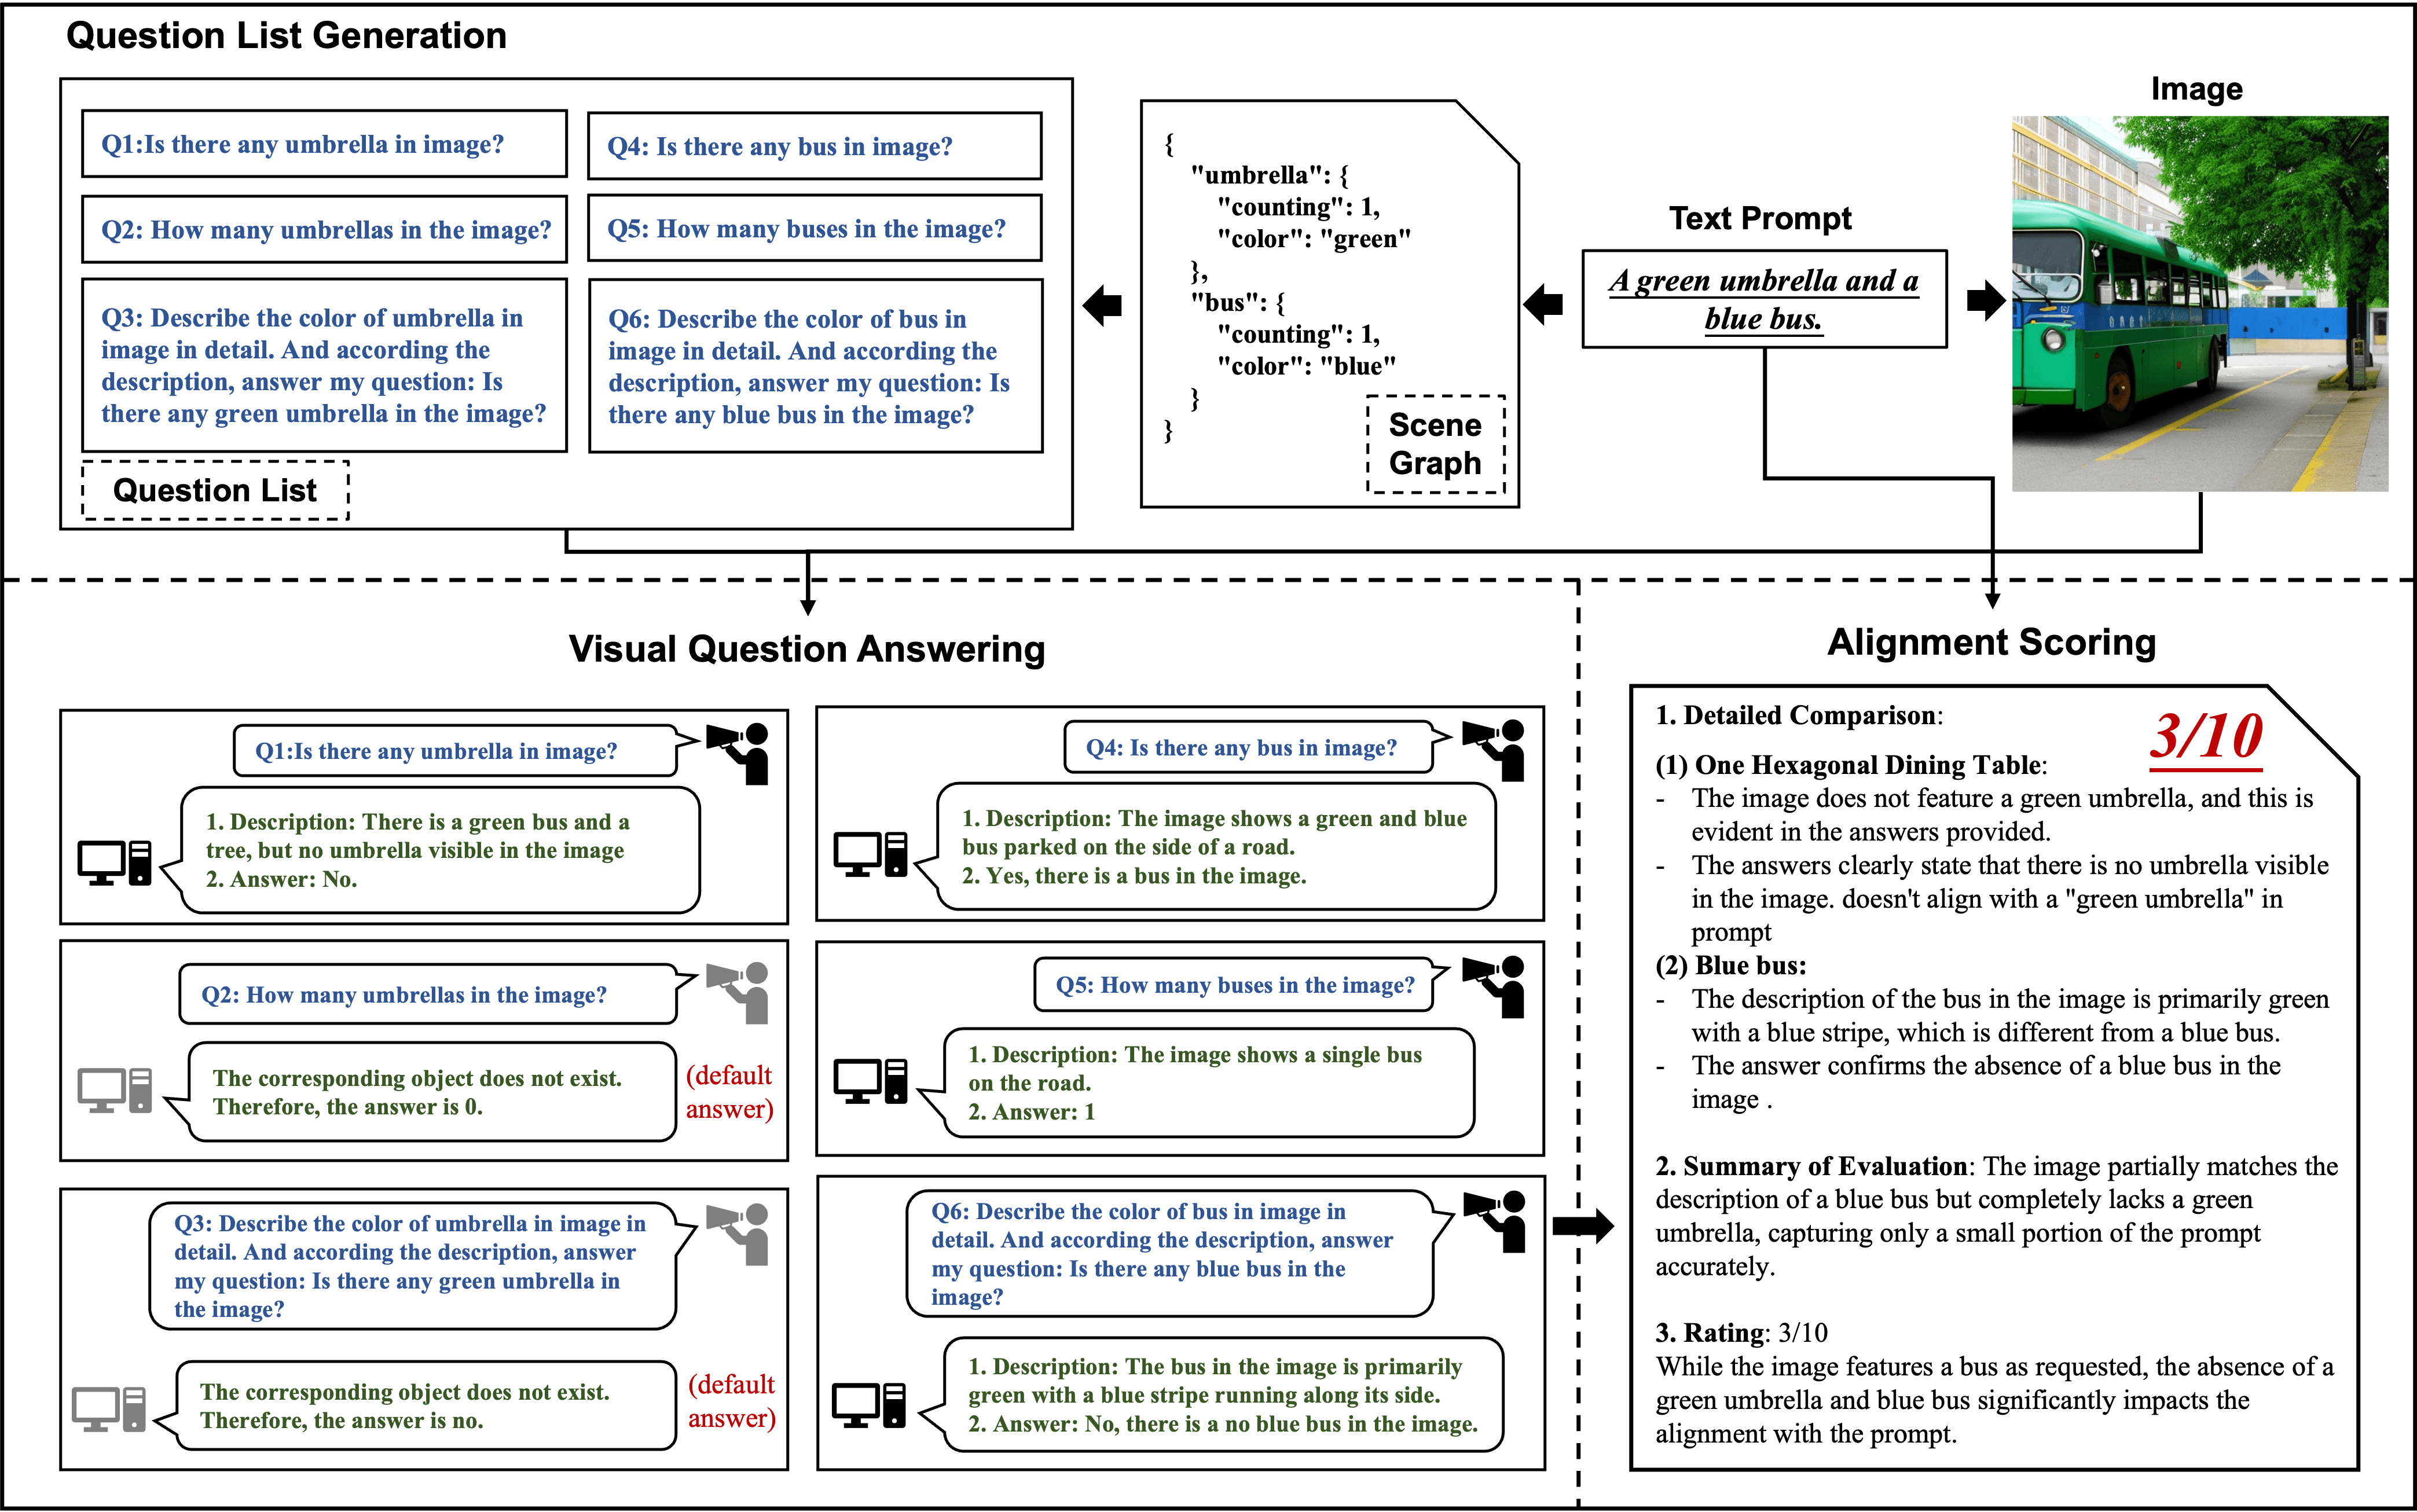 Question List Generation
Q1:Is there any umbrella in image?
Q2: How many umbrellas in the image?
Q3: Describe the color of umbrella in
image in detail. And according the
description, answer my question: Is
there any green umbrella in the image?
Q4: Is there any bus in image?
Q5: How many buses in the image?
Q6: Describe the color of bus in
image in detail. And according the
description, answer my question: Is
there any blue bus in the image?
Question List
{
"umbrella": {
"counting": 1,
"color": "green"
},
"bus": {
"counting": 1,
"color": "blue"
}
}
Scene
Graph
Text Prompt
A green umbrella and a
blue bus.
Image
Visual Question Answering
Q1:Is there any umbrella in image?
1. Description: There is a green bus and a
tree, but no umbrella visible in the image
2. Answer: No.
Q2: How many umbrellas in the image?
The corresponding object does not exist.
Therefore, the answer is 0.
(default
answer)
Q3: Describe the color of umbrella in image in
detail. And according the description, answer
my question: Is there any green umbrella in
the image?
The corresponding object does not exist.
Therefore, the answer is no.
(default
answer)
Q4: Is there any bus in image?
1. Description: The image shows a green and blue
bus parked on the side of a road.
2. Yes, there is a bus in the image.
Q5: How many buses in the image?
1. Description: The image shows a single bus
on the road.
2. Answer: 1
Q6: Describe the color of bus in image in
detail. And according the description, answer
my question: Is there any blue bus in the
image?
1. Description: The bus in the image is primarily
green with a blue stripe running along its side.
2. Answer: No, there is a no blue bus in the image.
Alignment Scoring
3/10
1. Detailed Comparison:
(1) One Hexagonal Dining Table:
- The image does not feature a green umbrella, and this is
evident in the answers provided.
- The answers clearly state that there is no umbrella visible
in the image. doesn't align with a "green umbrella" in
prompt
(2) Blue bus:
- The description of the bus in the image is primarily green
with a blue stripe, which is different from a blue bus.
- The answer confirms the absence of a blue bus in the
image .
2. Summary of Evaluation: The image partially matches the
description of a blue bus but completely lacks a green
umbrella, capturing only a small portion of the prompt
accurately.
3. Rating: 3/10
While the image features a bus as requested, the absence of a
green umbrella and blue bus significantly impacts the
alignment with the prompt.